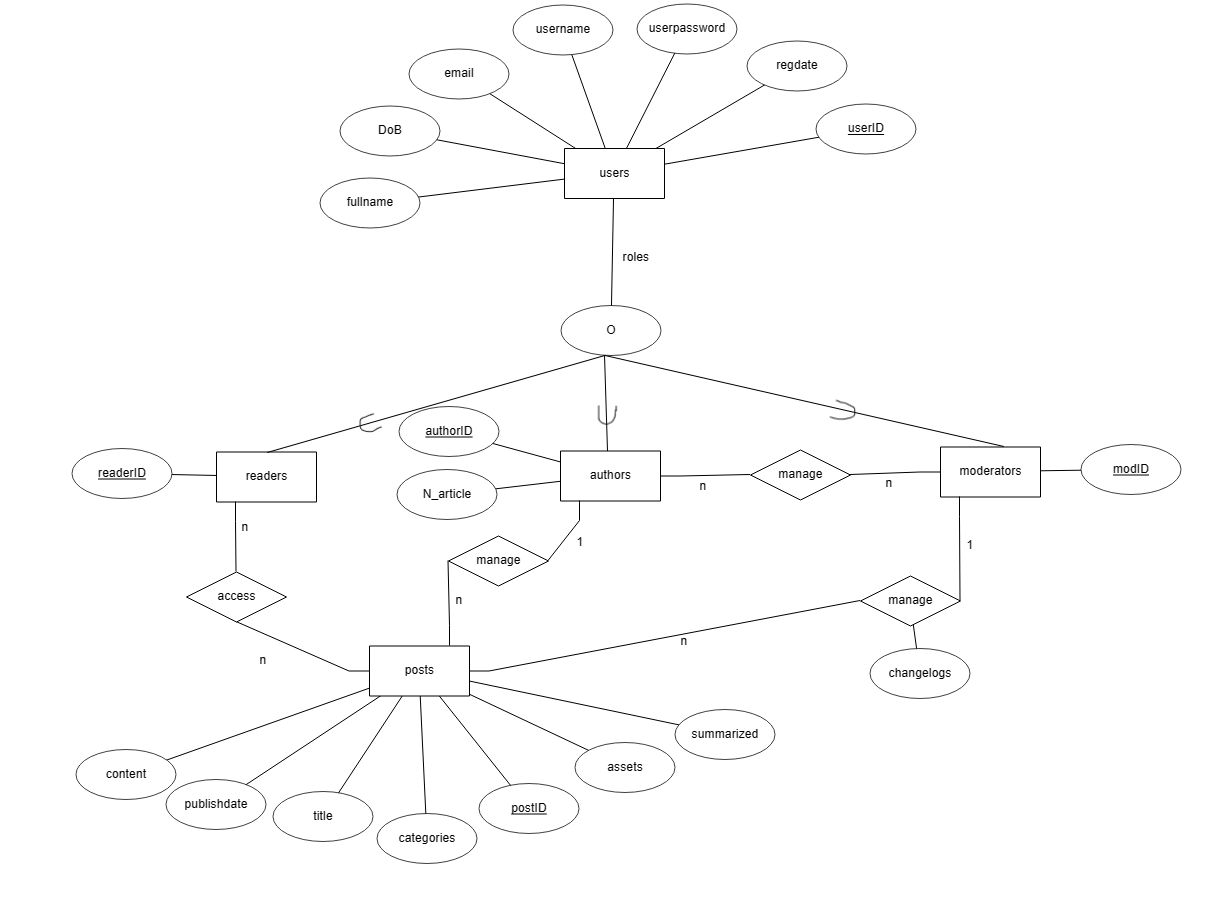 username
userpassword
email
regdate
DoB
userID
users
fullname
roles
O
authorID
readerID
readers
N_article
authors
manage
moderators
modID
n
n
n
1
1
manage
access
n
manage
n
n
posts
changelogs
summarized
content
assets
publishdate
title
postID
categories